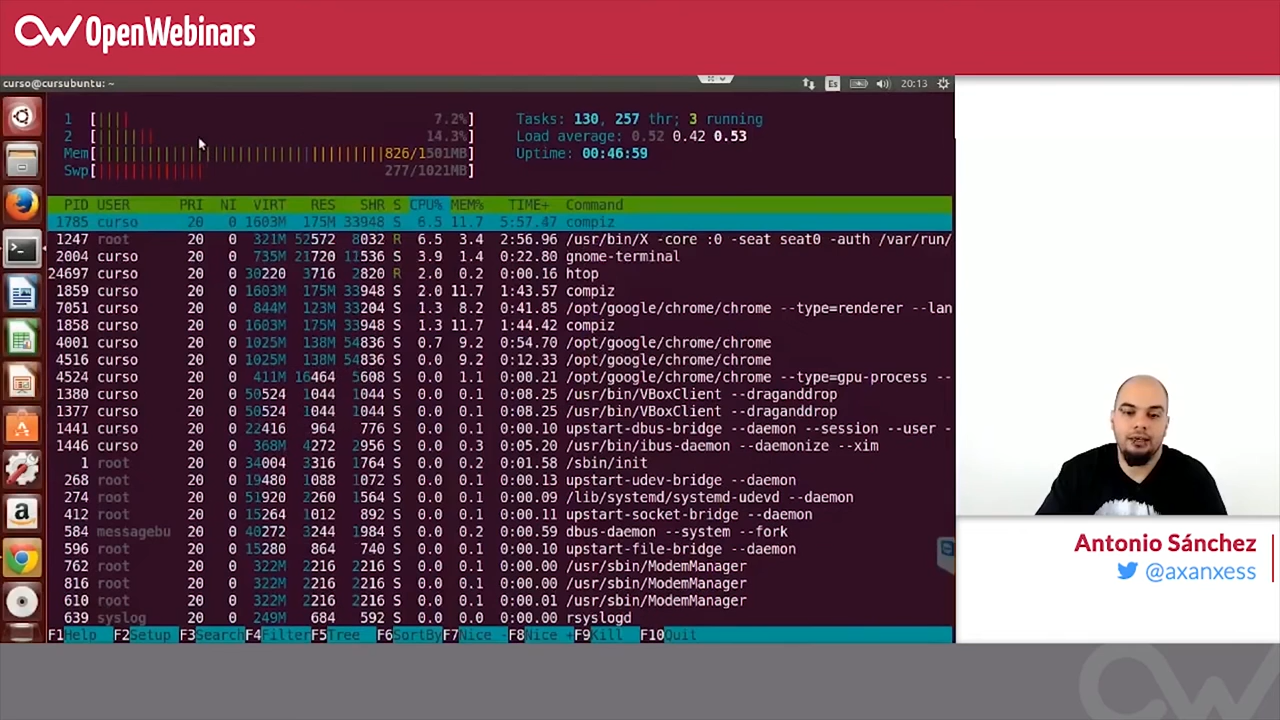 OpenWebinars
curso@cursubuntu: ~
Es
20:13
1 [|||| 7.2%]
2 [||||||| 14.3%]
Mem[||||||||||||||||||||||||||||||||||||||826/1501MB]
Swp[|||||||||||||| 277/1021MB]
Tasks: 130, 257 thr; 3 running
Load average: 0.52 0.42 0.53
Uptime: 00:46:59
PID USER PRI NI VIRT RES SHR S CPU% MEM% TIME+ Command
1785 curso 20 0 1603M 175M 33948 S 6.5 11.7 5:57.47 compiz
1247 root 20 0 321M 52572 8032 R 6.5 3.4 2:56.96 /usr/bin/X -core :0 -seat seat0 -auth /var/run/
2004 curso 20 0 735M 21720 11536 S 3.9 1.4 0:22.80 gnome-terminal
24697 curso 20 0 30220 3716 2820 R 2.0 0.2 0:00.16 htop
1859 curso 20 0 1603M 175M 33948 S 2.0 11.7 1:43.57 compiz
7051 curso 20 0 844M 123M 33204 S 1.3 8.2 0:41.85 /opt/google/chrome/chrome --type=renderer --lan
1858 curso 20 0 1603M 175M 33948 S 1.3 11.7 1:44.42 compiz
4001 curso 20 0 1025M 138M 54836 S 0.7 9.2 0:54.70 /opt/google/chrome/chrome
4516 curso 20 0 1025M 138M 54836 S 0.0 9.2 0:12.33 /opt/google/chrome/chrome
4524 curso 20 0 411M 16464 5608 S 0.0 1.1 0:00.21 /opt/google/chrome/chrome --type=gpu-process --
1380 curso 20 0 50524 1044 1044 S 0.0 0.1 0:08.25 /usr/bin/VBoxClient --draganddrop
1377 curso 20 0 50524 1044 1044 S 0.0 0.1 0:08.25 /usr/bin/VBoxClient --draganddrop
1441 curso 20 0 22416 964 776 S 0.0 0.1 0:00.10 upstart-dbus-bridge --daemon --session --user -
1446 curso 20 0 368M 4272 2956 S 0.0 0.3 0:05.20 /usr/bin/ibus-daemon --daemonize --xim
1 root 20 0 34004 3316 1764 S 0.0 0.2 0:01.58 /sbin/init
268 root 20 0 19480 1088 1072 S 0.0 0.1 0:00.13 upstart-udev-bridge --daemon
274 root 20 0 51920 2260 1564 S 0.0 0.1 0:00.09 /lib/systemd/systemd-udevd --daemon
412 root 20 0 15264 1012 892 S 0.0 0.1 0:00.11 upstart-socket-bridge --daemon
584 messagebu 20 0 40272 3244 1984 S 0.0 0.2 0:00.73 dbus-daemon --system --fork
596 root 20 0 15280 864 740 S 0.0 0.1 0:00.10 upstart-file-bridge --daemon
762 root 20 0 322M 2216 2216 S 0.0 0.1 0:00.00 /usr/sbin/ModemManager
816 root 20 0 322M 2216 2216 S 0.0 0.1 0:00.00 /usr/sbin/ModemManager
610 root 20 0 322M 2216 2216 S 0.0 0.1 0:00.01 /usr/sbin/ModemManager
639 syslog 20 0 249M 684 592 S 0.0 0.0 0:00.00 rsyslogd
F1Help F2Setup F3SearchF4FilterF5Tree F6SortByF7Nice -F8Nice +F9Kill F10Quit
Antonio Sánchez
@axanxess